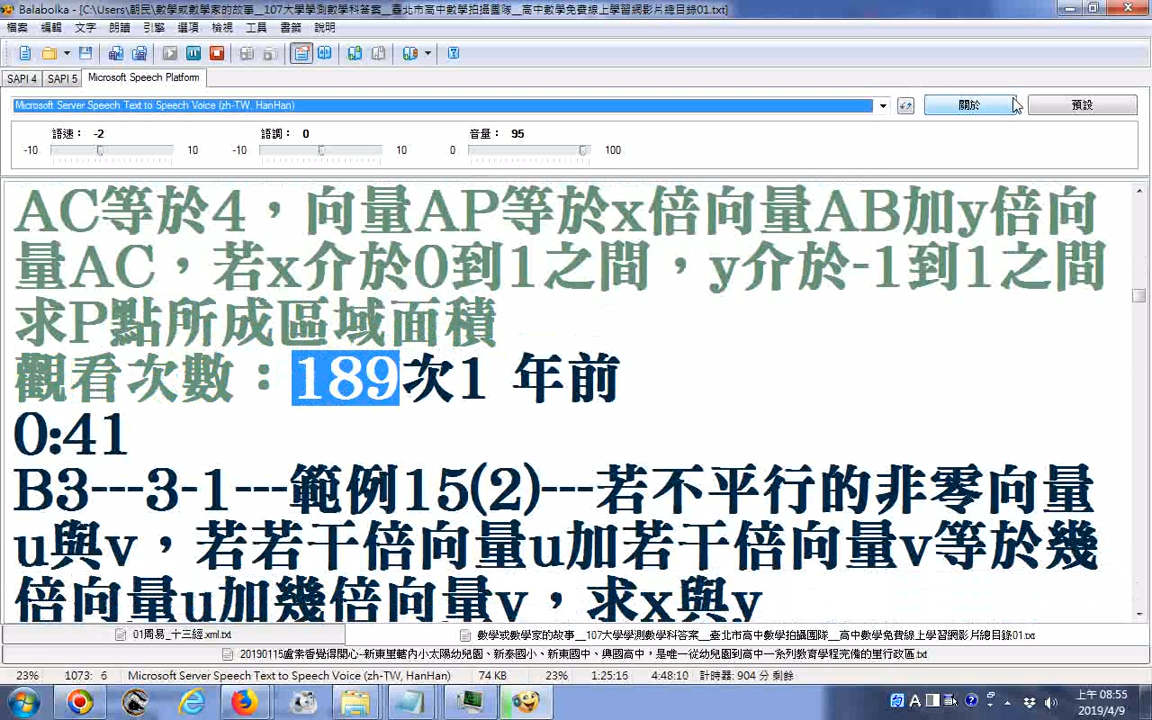 Balabolka - [C:\Users\朝民\數學或數學家的故事__107大學學測數學科答案__臺北市高中數學拍攝團隊__高中數學免費線上學習網影片總目錄01.txt]
檔案 編輯 文字 朗讀 引擎 選項 檢視 工具 書籤 說明
SAPI 4 SAPI 5 Microsoft Speech Platform
Microsoft Server Speech Text to Speech Voice (zh-TW, HanHan) 關於 預設
語速： -2 語調： 0 音量： 95
-10 10 -10 10 0 100
AC等於4，向量AP等於x倍向量AB加y倍向
量AC，若x介於0到1之間，y介於-1到1之間
求P點所成區域面積
觀看次數：189次1 年前
0:41
B3---3-1---範例15(2)---若不平行的非零向量
u與v，若若干倍向量u加若干倍向量v等於幾
倍向量u加幾倍向量v，求x與y
01周易_十三經.xml.txt 數學或數學家的故事__107大學學測數學科答案__臺北市高中數學拍攝團隊__高中數學免費線上學習網影片總目錄01.txt
20190115盧素香覺得開心-新東里轄內小太陽幼兒園、新泰國小、新東國中、興國高中，是唯一從幼兒園到高中一糸列教育學程完備的里行政區.txt
23% 1073: 6 Microsoft Server Speech Text to Speech Voice (zh-TW, HanHan) 74 KB 23% 1:25:16 4:48:10 計時器: 904 分 剩餘
上午 08:55
2019/4/9